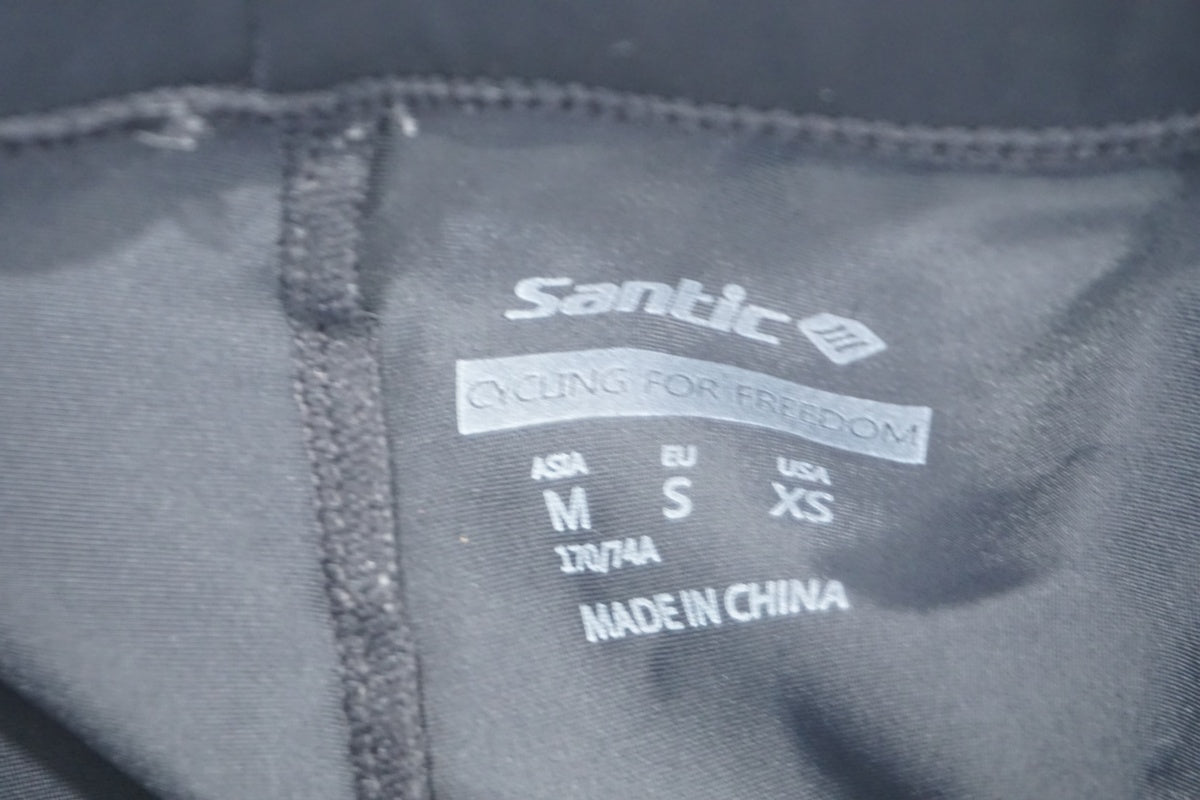 Santic
CYCLING FOR FREEDOM
ASIA EU USA
M S XS
170/74A
MADE IN CHINA